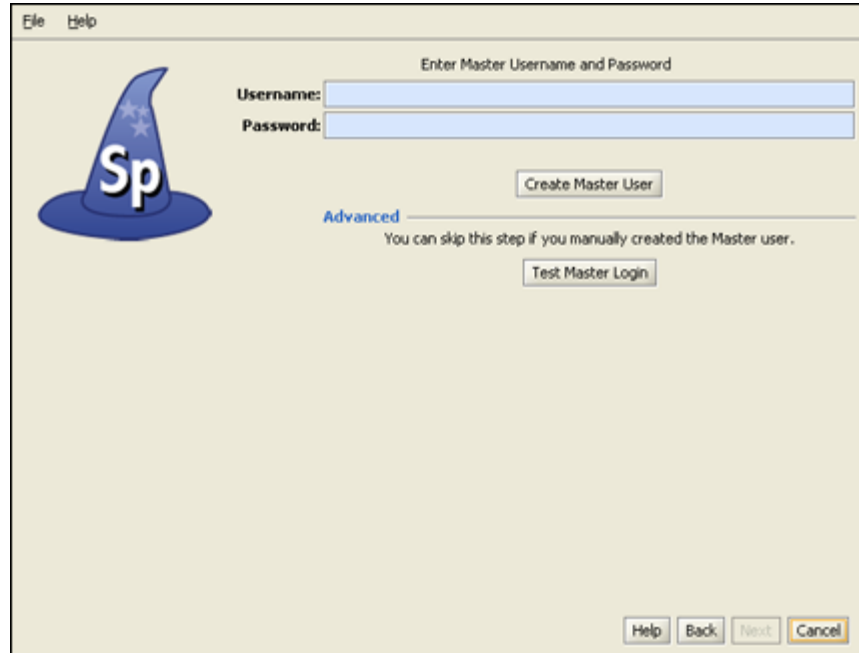 File Help
Enter Master Username and Password
Username:
Password:
Sp
Create Master User
Advanced
You can skip this step if you manually created the Master user.
Test Master Login
Help Back Next Cancel